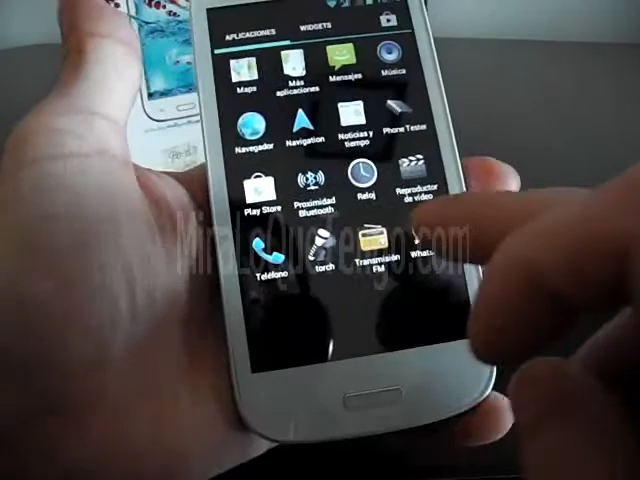 APLICACIONES WIDGETS
Maps
Más aplicaciones
Mensajes
Música
Navegador
Navigation
Noticias y tiempo
Phone Tester
Play Store
Proximidad Bluetooth
Reloj
Reproductor de vídeo
MiraLoQueTengo.com
Teléfono
torch
Transmisión FM
Whats